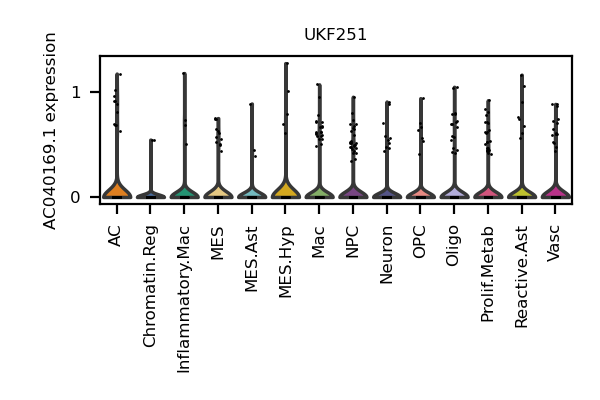 UKF251
AC040169.1 expression
1
0
AC
Chromatin.Reg
Inflammatory.Mac
MES
MES.Ast
MES.Hyp
Mac
NPC
Neuron
OPC
Oligo
Prolif.Metab
Reactive.Ast
Vasc